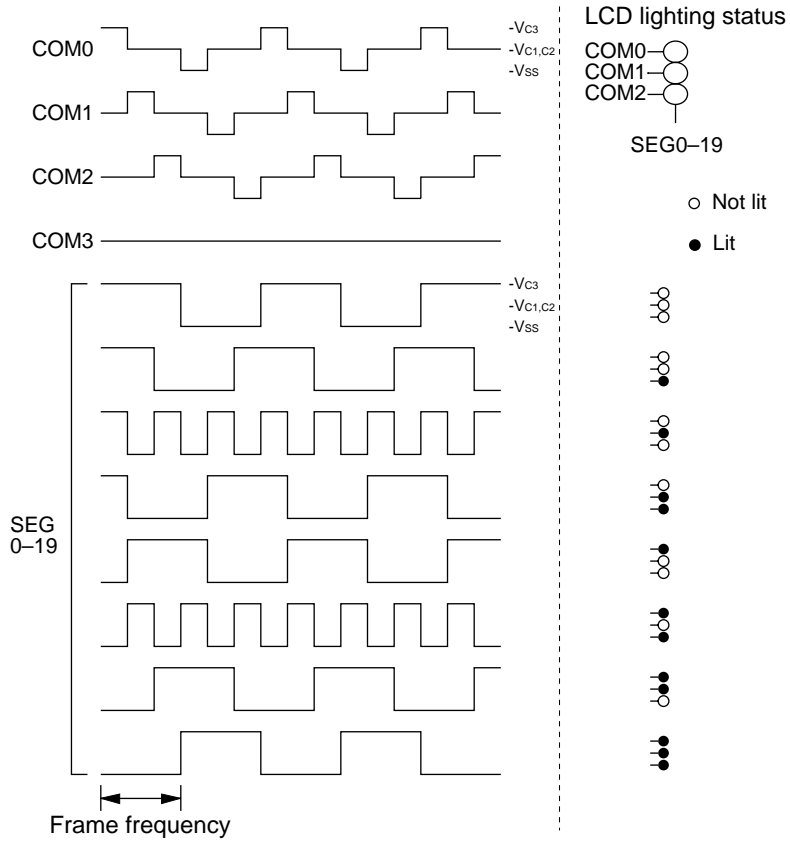 COM0
-VC3
-VC1,C2
-VSS
COM1
COM2
COM3
-VC3
-VC1,C2
-VSS
SEG
0–19
Frame frequency
LCD lighting status
COM0
COM1
COM2
SEG0–19
Not lit
Lit